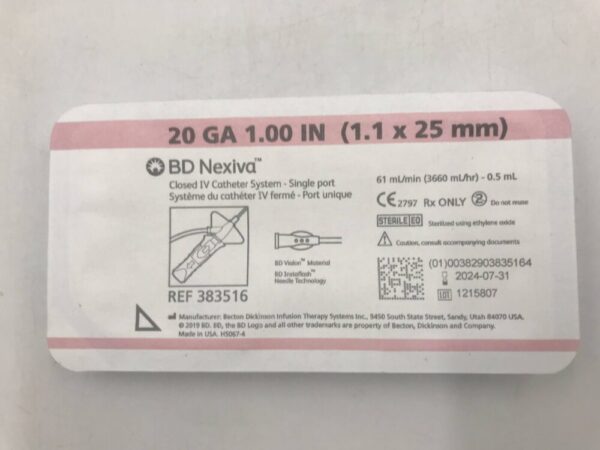 20 GA 1.00 IN (1.1 x 25 mm)
BD Nexiva™
Closed IV Catheter System - Single port
Système du cathéter IV fermé - Port unique
61 mL/min (3660 mL/hr) - 0.5 mL
CE 2797 Rx ONLY 2 Do not reuse
STERILE EO Sterilized using ethylene oxide
Caution, consult accompanying documents
BD Vialon™ Material
BD Instaflash™
Needle Technology
REF 383516
(01)00382903835164
2024-07-31
LOT 1215807
Manufacturer: Becton Dickinson Infusion Therapy Systems Inc., 9450 South State Street, Sandy, Utah 84070 USA.
© 2019 BD. BD, the BD Logo and all other trademarks are property of Becton, Dickinson and Company.
Made in USA. HS067-4